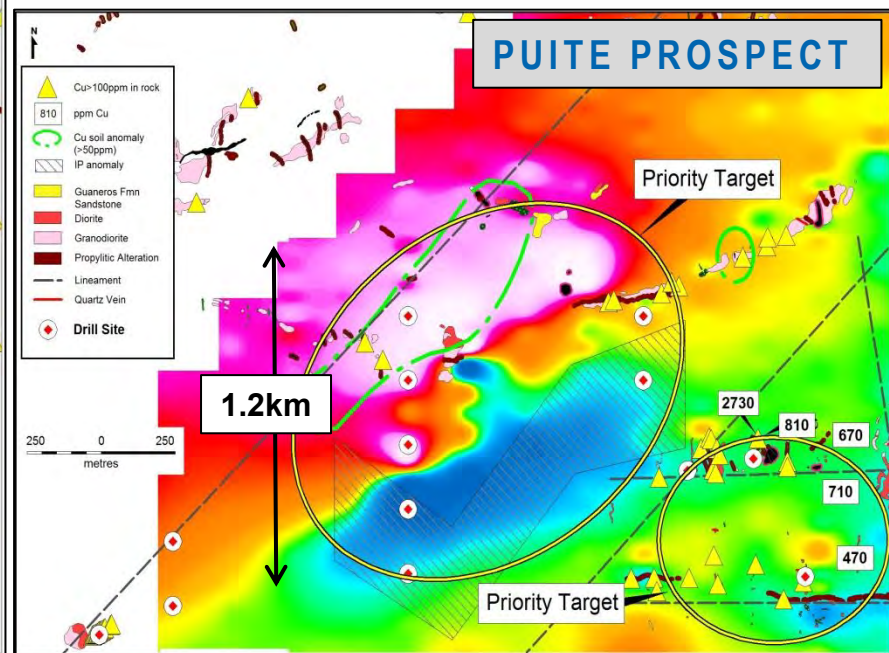 PUITE PROSPECT
N
Cu>100ppm in rock
810 ppm Cu
Cu soil anomaly
(>50ppm)
IP anomaly
Guaneros Fmn
Sandstone
Diorite
Granodiorite
Propylitic Alteration
Lineament
Quartz Vein
Drill Site
Priority Target
1.2km
250 0 250
metres
2730
810
670
710
470
Priority Target